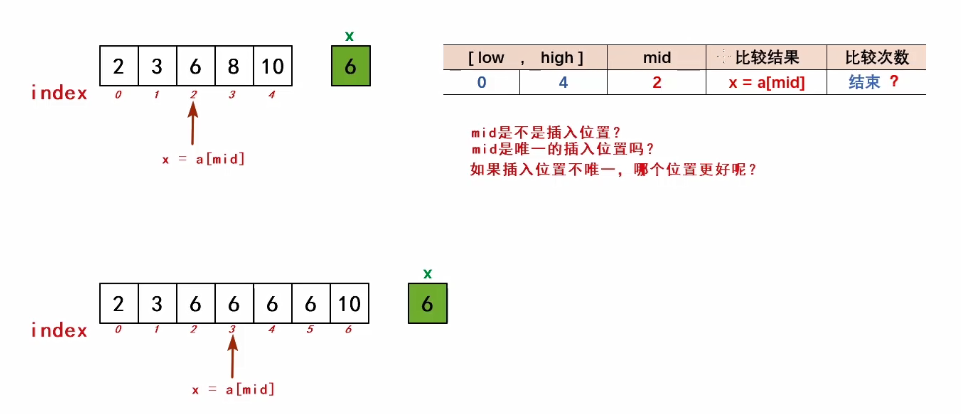 x
2 3 6 8 10 6
index 0 1 2 3 4
x = a[mid]
[ low , high ] mid 比较结果 比较次数
0 4 2 x = a[mid] 结束 ?
mid是不是插入位置?
mid是唯一的插入位置吗?
如果插入位置不唯一，哪个位置更好呢?
x
2 3 6 6 6 6 10 6
index 0 1 2 3 4 5 6
x = a[mid]